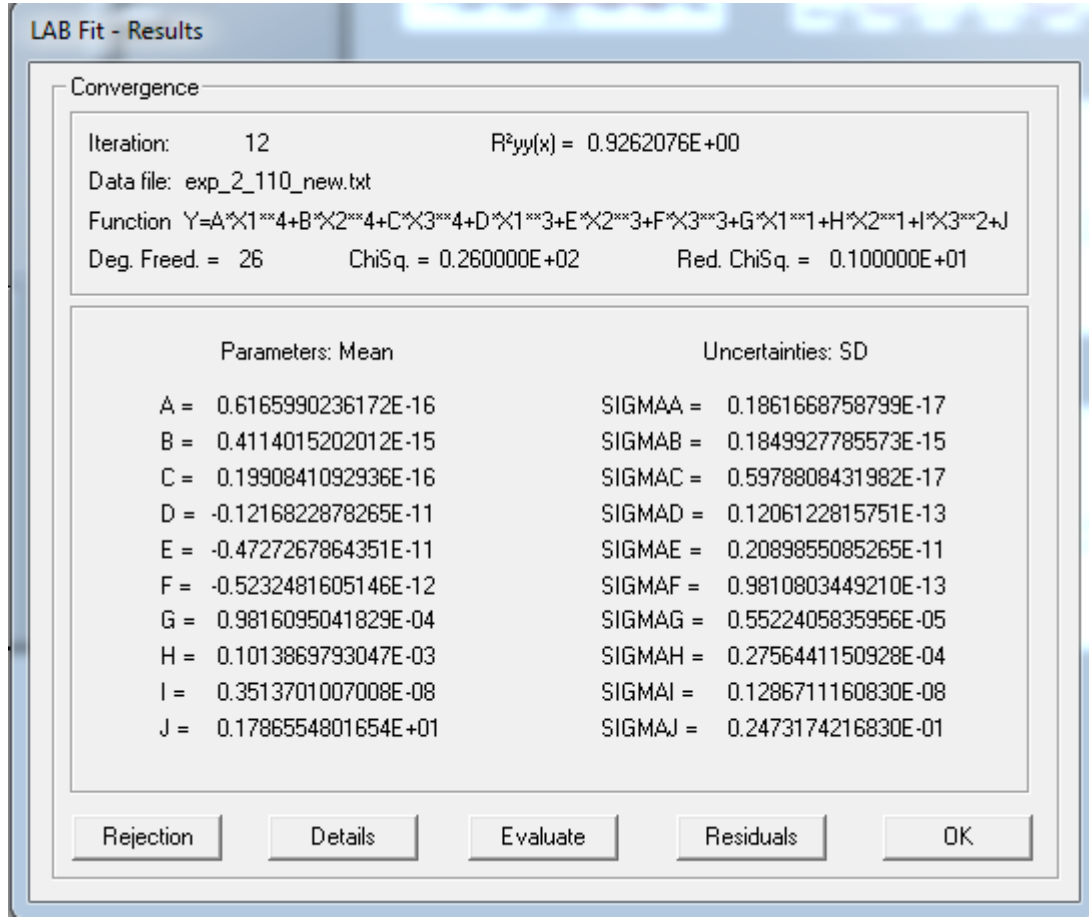 LAB Fit - Results
Convergence
Iteration: 12 R²yy(x) = 0.9262076E+00
Data file: exp_2_110_new.txt
Function Y=A*X1**4+B*X2**4+C*X3**4+D*X1**3+E*X2**3+F*X3**3+G*X1**1+H*X2**1+I*X3**2+J
Deg. Freed. = 26 ChiSq. = 0.260000E+02 Red. ChiSq. = 0.100000E+01
Parameters: Mean Uncertainties: SD
A = 0.6165990236172E-16 SIGMAA = 0.1861668758799E-17
B = 0.4114015202012E-15 SIGMAB = 0.1849927785573E-15
C = 0.1990841092936E-16 SIGMAC = 0.5978808431982E-17
D = -0.1216822878265E-11 SIGMAD = 0.1206122815751E-13
E = -0.4727267864351E-11 SIGMAE = 0.2089855085265E-11
F = -0.5232481605146E-12 SIGMAF = 0.9810803449210E-13
G = 0.9816095041829E-04 SIGMAG = 0.5522405835956E-05
H = 0.1013869793047E-03 SIGMAH = 0.2756441150928E-04
I = 0.3513701007008E-08 SIGMAI = 0.1286711160830E-08
J = 0.1786554801654E+01 SIGMAJ = 0.2473174216830E-01
Rejection Details Evaluate Residuals OK